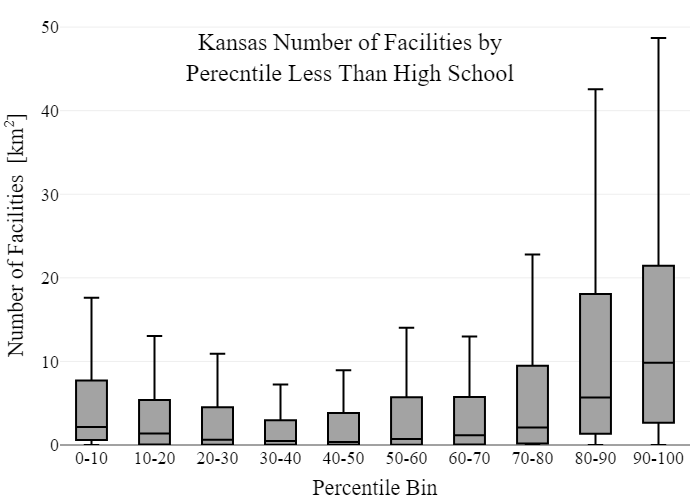 Kansas Number of Facilities by
Perecntile Less Than High School
Number of Facilities [km²]
50
40
30
20
10
0
0-10 10-20 20-30 30-40 40-50 50-60 60-70 70-80 80-90 90-100
Percentile Bin